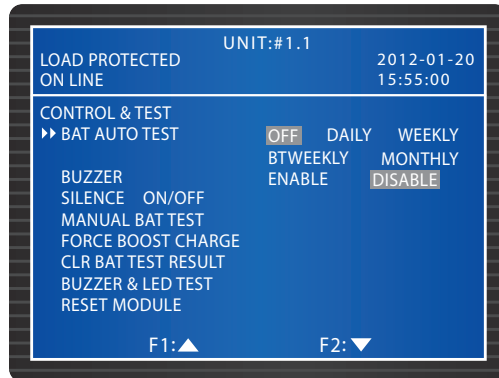 UNIT:#1.1
LOAD PROTECTED 2012-01-20
ON LINE 15:55:00
CONTROL & TEST
BAT AUTO TEST OFF DAILY WEEKLY
BTWEEKLY MONTHLY
BUZZER ENABLE DISABLE
SILENCE ON/OFF
MANUAL BAT TEST
FORCE BOOST CHARGE
CLR BAT TEST RESULT
BUZZER & LED TEST
RESET MODULE
F1: F2: